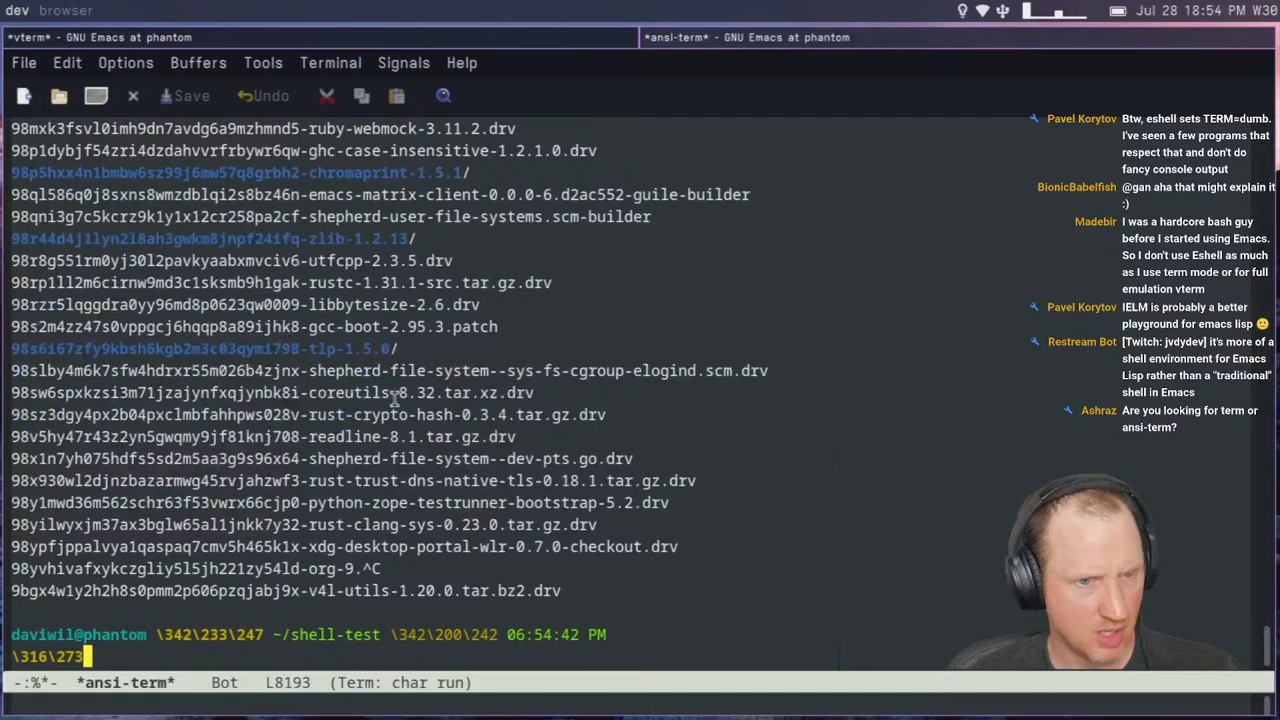 dev browser
Jul 28 18:54 W30
*vterm* - GNU Emacs at phantom
*ansi-term* - GNU Emacs at phantom
File Edit Options Buffers Tools Terminal Signals Help
Save Undo
98mxk3fsvl0imh9dn7avdg6a9mzhmnd5-ruby-webmock-3.11.2.drv
98p1dybjf54zri4dzdahvvrfrbywr6qw-ghc-case-insensitive-1.2.1.0.drv
98p5hxx4n1bmbw6sz99j6mw57q8grbh2-chromaprint-1.5.1/
98ql586q0j8sxns8wmzdblqi2s8bz46n-emacs-matrix-client-0.0.0-6.d2ac552-guile-builder
98qni3g7c5kcrz9k1y1x12cr258pa2cf-shepherd-user-file-systems.scm-builder
98r44d4j1lyn2l8ah3gwkm8jnpf24ifq-zlib-1.2.13/
98r8g551rm0yj30l2pavkyaabxmvciv6-utfcpp-2.3.5.drv
98rp1ll2m6cirnw9md3c1sksmb9h1gak-rustc-1.31.1-src.tar.gz.drv
98rzr5lqggdra0yy96md8p0623qw0009-libbytesize-2.6.drv
98s2m4zz47s0vppgcj6hqqp8a89ijhk8-gcc-boot-2.95.3.patch
98s6i67zfy9kbsh6kgb2m3c03qymi798-tlp-1.5.0/
98slby4m6k7sfw4hdrxr55m026b4zjnx-shepherd-file-system--sys-fs-cgroup-elogind.scm.drv
98sw6spxkzsi3m71jzajynfxqjynbk8i-coreutils-8.32.tar.xz.drv
98sz3dgy4px2b04pxclmbfahhpws028v-rust-crypto-hash-0.3.4.tar.gz.drv
98v5hy47r43z2yn5gwqmy9jf81knj708-readline-8.1.tar.gz.drv
98x1n7yh075hdfs5sd2m5aa3g9s96x64-shepherd-file-system--dev-pts.go.drv
98x930wl2djnzbazarmwg45rvjahzwf3-rust-trust-dns-native-tls-0.18.1.tar.gz.drv
98y1mwd36m562schr63f53vwrx66cjp0-python-zope-testrunner-bootstrap-5.2.drv
98yilwyxjm37ax3bglw65al1jnkk7y32-rust-clang-sys-0.23.0.tar.gz.drv
98ypfjppalvya1qaspaq7cmv5h465k1x-xdg-desktop-portal-wlr-0.7.0-checkout.drv
98yvhivafxykczgliy5l5jh221zy54ld-org-9.^C
9bgx4w1y2h2h8s0pmm2p606pzqjabj9x-v4l-utils-1.20.0.tar.bz2.drv
daviwil@phantom \342\233\247 ~/shell-test \342\200\242 06:54:42 PM
\316\273
-:%*- *ansi-term* Bot L8193 (Term: char run)
Pavel Korytov Btw, eshell sets TERM=dumb.
I've seen a few programs that
respect that and don't do
fancy console output
BionicBabelfish @gan aha that might explain it
:)
Madebir I was a hardcore bash guy
before I started using Emacs.
So I don't use Eshell as much
as I use term mode or for full
emulation vterm
Pavel Korytov IELM is probably a better
playground for emacs lisp 🙂
Restream Bot [Twitch: jvdydev] it's more of a
shell environment for Emacs
Lisp rather than a "traditional"
shell in Emacs
Ashraz Are you looking for term or
ansi-term?